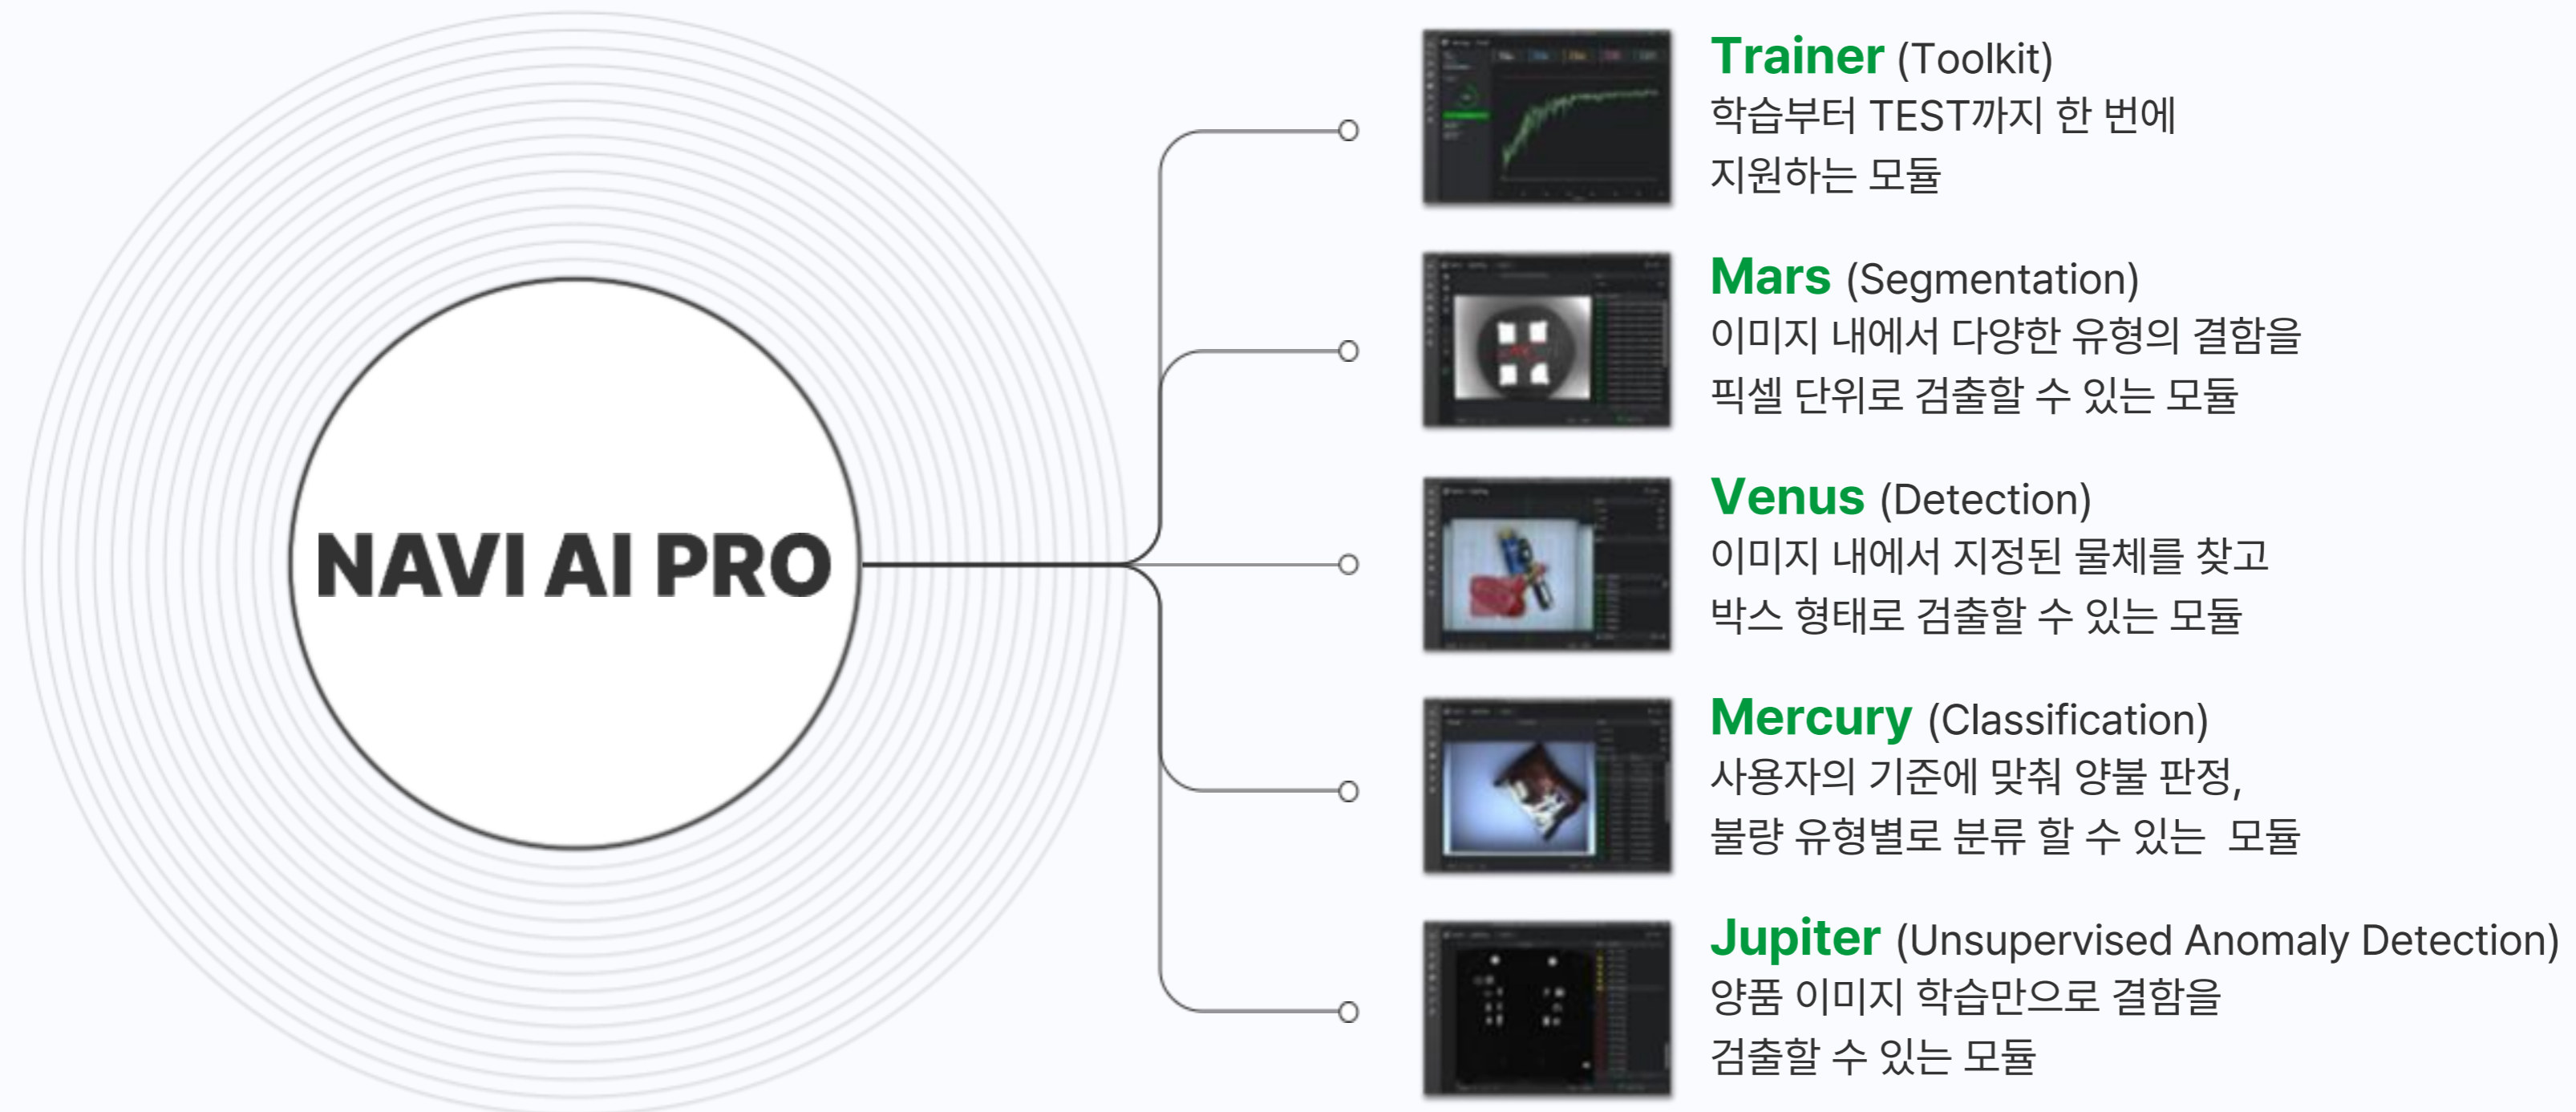 NAVI AI PRO
Trainer (Toolkit)
학습부터 TEST까지 한 번에
지원하는 모듈
Mars (Segmentation)
이미지 내에서 다양한 유형의 결함을
픽셀 단위로 검출할 수 있는 모듈
Venus (Detection)
이미지 내에서 지정된 물체를 찾고
박스 형태로 검출할 수 있는 모듈
Mercury (Classification)
사용자의 기준에 맞춰 양불 판정,
불량 유형별로 분류 할 수 있는  모듈
Jupiter (Unsupervised Anomaly Detection)
양품 이미지 학습만으로 결함을
검출할 수 있는 모듈